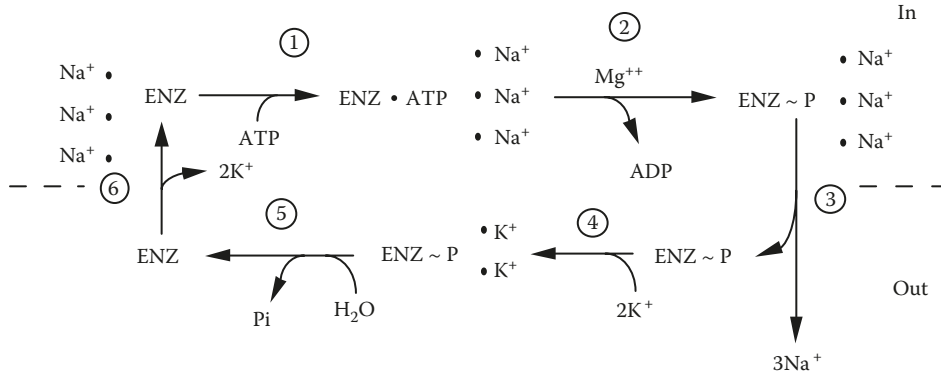 In
1
2
Na⁺ •
Na⁺ •
Na⁺ •
ENZ
ATP
ENZ • ATP
• Na⁺
• Na⁺
• Na⁺
Mg⁺⁺
ADP
ENZ ~ P
• Na⁺
• Na⁺
• Na⁺
2K⁺
6
5
4
3
ENZ
Pi
H₂O
ENZ ~ P
• K⁺
• K⁺
2K⁺
ENZ ~ P
Out
3Na⁺